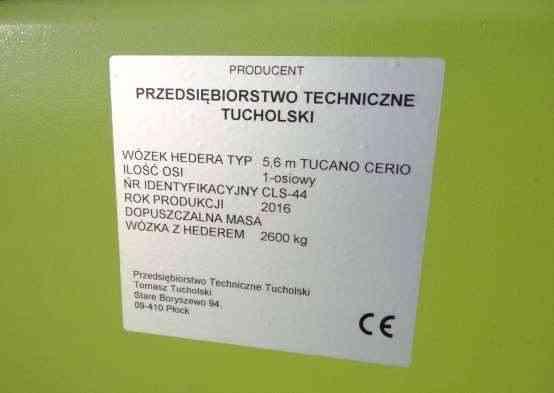 PRODUCENT
PRZEDSIĘBIORSTWO TECHNICZNE
TUCHOLSKI
WÓZEK HEDERA TYP 5,6 m TUCANO CERIO
ILOŚĆ OSI 1-osiowy
NR IDENTYFIKACYJNY CLS-44
ROK PRODUKCJI 2016
DOPUSZCZALNA MASA
WÓZKA Z HEDEREM 2600 kg
Przedsiębiorstwo Techniczne Tucholski
Tomasz Tucholski
Stare Boryszewo 94
09-410 Płock
CE